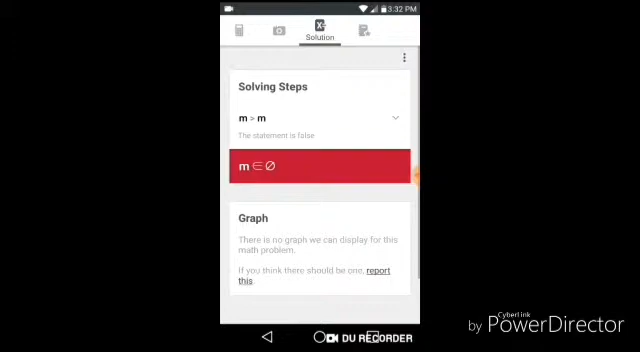 3:32 PM
Solution
Solving Steps
m > m
The statement is false
m ∈ ∅
Graph
There is no graph we can display for this
math problem.
If you think there should be one, report
this.
DU RECORDER
CyberLink
by PowerDirector